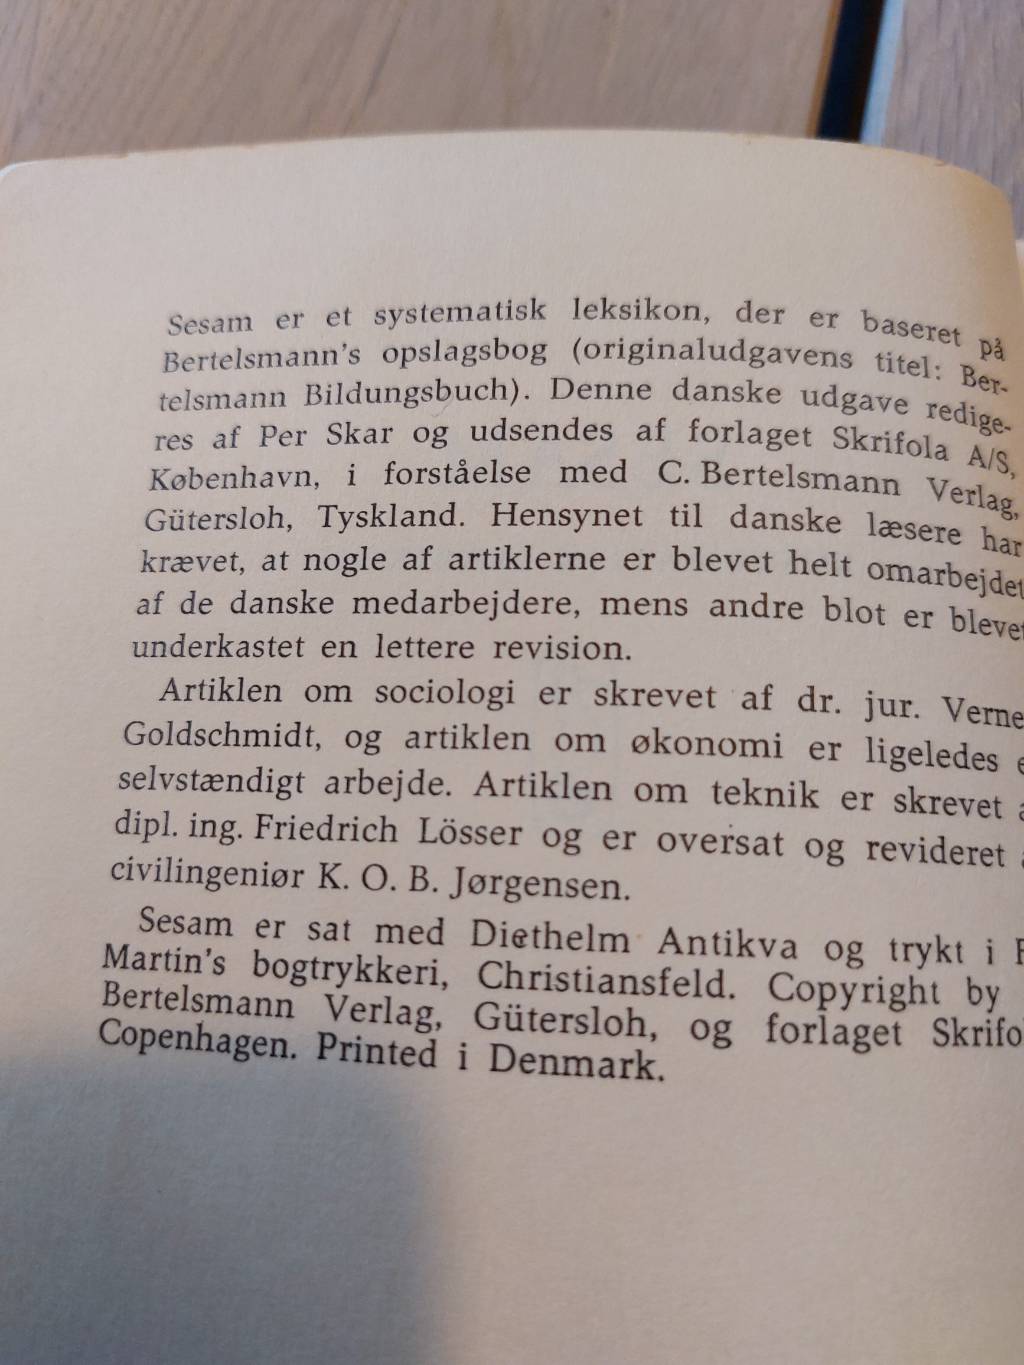 Sesam er et systematisk leksikon, der er baseret på
Bertelsmann's opslagsbog (originaludgavens titel: Ber-
telsmann Bildungsbuch). Denne danske udgave redige-
res af Per Skar og udsendes af forlaget Skrifola A/S,
København, i forståelse med C. Bertelsmann Verlag,
Gütersloh, Tyskland. Hensynet til danske læsere har
krævet, at nogle af artiklerne er blevet helt omarbejdet
af de danske medarbejdere, mens andre blot er blevet
underkastet en lettere revision.
Artiklen om sociologi er skrevet af dr. jur. Verne
Goldschmidt, og artiklen om økonomi er ligeledes e
selvstændigt arbejde. Artiklen om teknik er skrevet a
dipl. ing. Friedrich Lösser og er oversat og revideret a
civilingeniør K. O. B. Jørgensen.
Sesam er sat med Diethelm Antikva og trykt i F
Martin's bogtrykkeri, Christiansfeld. Copyright by
Bertelsmann Verlag, Gütersloh, og forlaget Skrifol
Copenhagen. Printed i Denmark.